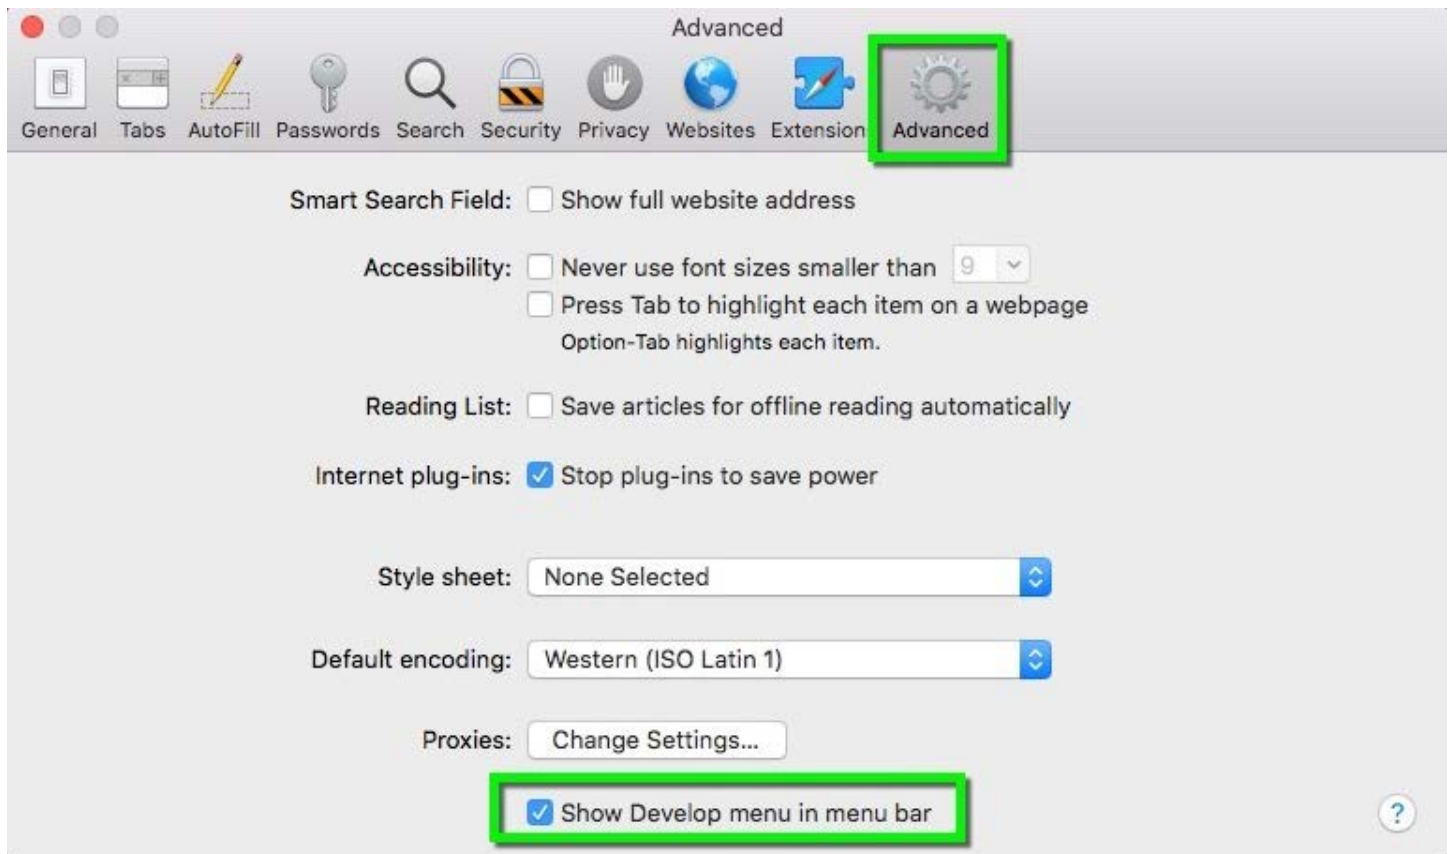 Advanced
General Tabs AutoFill Passwords Search Security Privacy Websites Extension Advanced
Smart Search Field: Show full website address
Accessibility: Never use font sizes smaller than 9
Press Tab to highlight each item on a webpage
Option-Tab highlights each item.
Reading List: Save articles for offline reading automatically
Internet plug-ins: Stop plug-ins to save power
Style sheet: None Selected
Default encoding: Western (ISO Latin 1)
Proxies: Change Settings...
Show Develop menu in menu bar
?